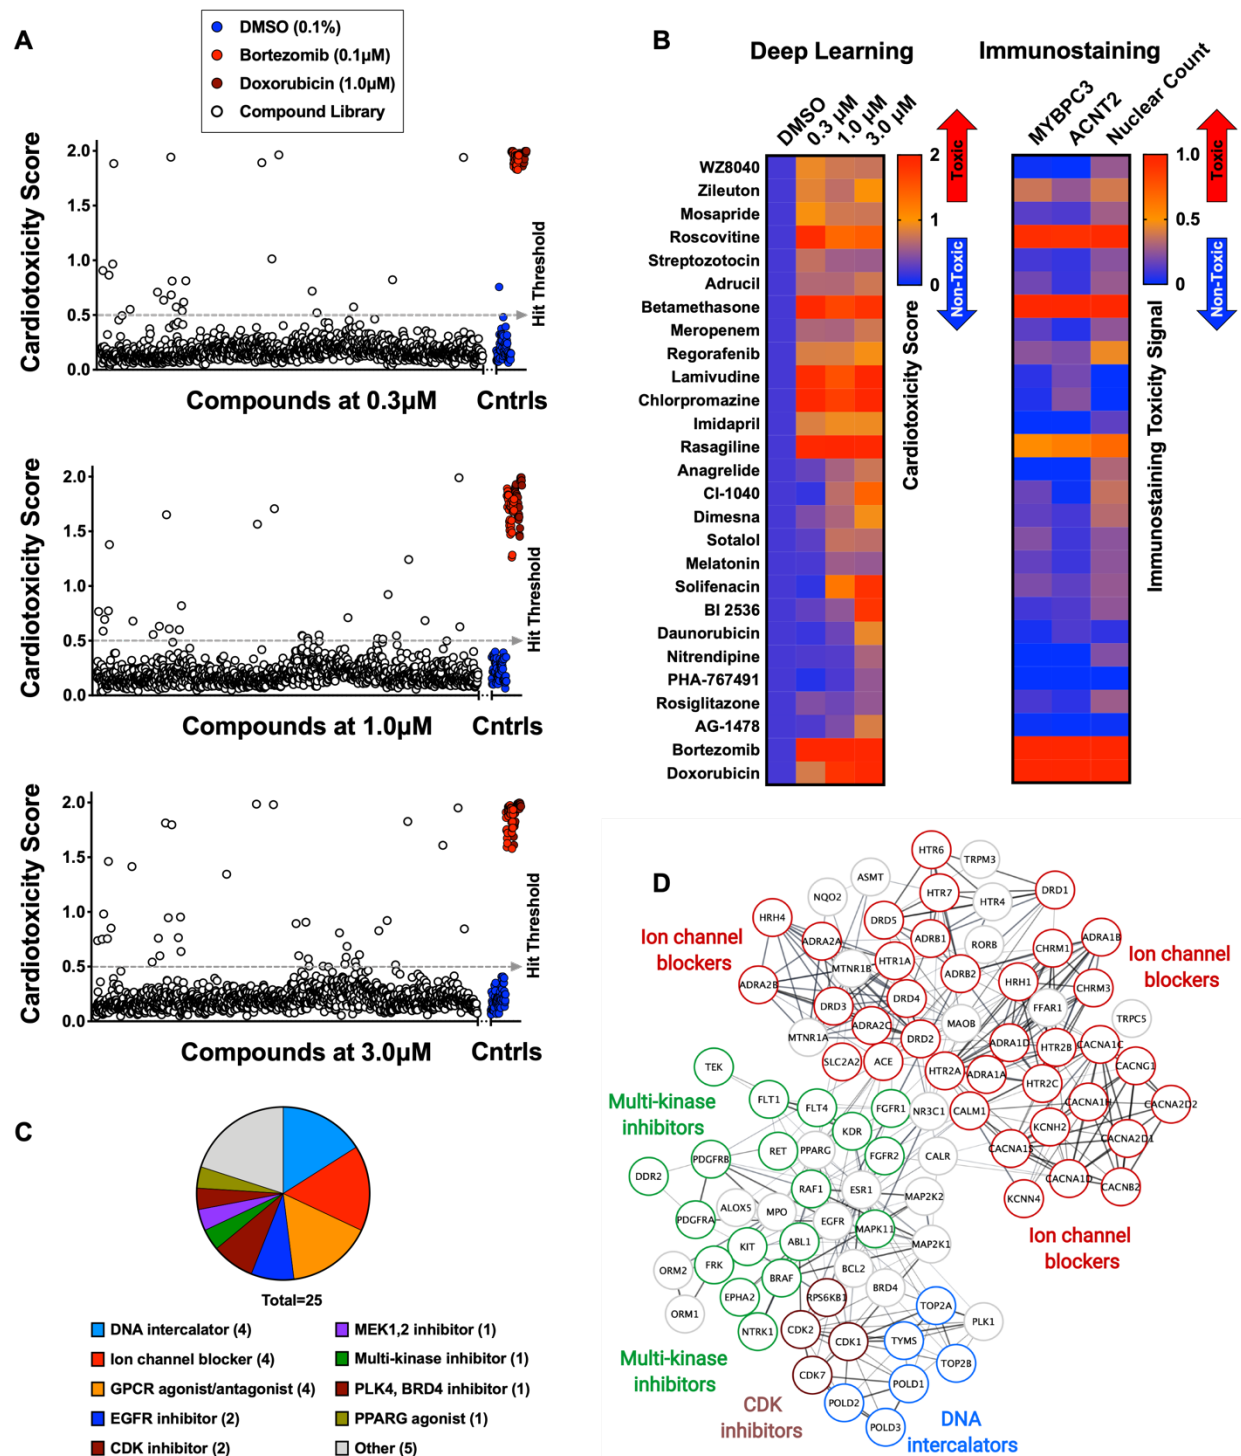 A
DMSO (0.1%)
Bortezomib (0.1µM)
Doxorubicin (1.0µM)
Compound Library
Cardiotoxicity Score
2.0
1.5
1.0
0.5
0.0
Hit Threshold
Compounds at 0.3µM
Cntrls
Cardiotoxicity Score
2.0
1.5
1.0
0.5
0.0
Hit Threshold
Compounds at 1.0µM
Cntrls
Cardiotoxicity Score
2.0
1.5
1.0
0.5
0.0
Hit Threshold
Compounds at 3.0µM
Cntrls
B
Deep Learning
Immunostaining
DMSO
0.3 µM
1.0 µM
3.0 µM
MYBPC3
ACNT2
Nuclear Count
WZ8040
Zileuton
Mosapride
Roscovitine
Streptozotocin
Adrucil
Betamethasone
Meropenem
Regorafenib
Lamivudine
Chlorpromazine
Imidapril
Rasagiline
Anagrelide
CI-1040
Dimesna
Sotalol
Melatonin
Solifenacin
BI 2536
Daunorubicin
Nitrendipine
PHA-767491
Rosiglitazone
AG-1478
Bortezomib
Doxorubicin
2
1
0
Cardiotoxicity Score
Toxic
Non-Toxic
1.0
0.5
0
Immunostaining Toxicity Signal
Toxic
Non-Toxic
C
Total=25
DNA intercalator (4)
Ion channel blocker (4)
GPCR agonist/antagonist (4)
EGFR inhibitor (2)
CDK inhibitor (2)
MEK1,2 inhibitor (1)
Multi-kinase inhibitor (1)
PLK4, BRD4 inhibitor (1)
PPARG agonist (1)
Other (5)
D
HTR6
TRPM3
ASMT
NQO2
HTR7
HTR4
DRD1
HRH4
DRD5
Ion channel
blockers
ADRA2A
ADRB1
RORB
CHRM1
ADRA1B
Ion channel
blockers
MTNR1B
HTR1A
ADRB2
HRH1
CHRM3
ADRA2B
DRD3
DRD4
FFAR1
TRPC5
MTNR1A
ADRA2C
MAOB
DRD2
ADRA1D
HTR2B
CACNA1C
SLC2A2
ACE
HTR2A
ADRA1A
HTR2C
CACNG1
TEK
Multi-kinase
inhibitors
FLT1
FLT4
FGFR1
NR3C1
CALM1
CACNA1H
CACNA2D2
KDR
KCNH2
CACNA2D1
RET
PPARG
FGFR2
CALR
CACNA1S
PDGFRB
DDR2
RAF1
ESR1
MAP2K2
CACNA1D
CACNB2
KCNN4
ALOX5
MPO
PDGFRA
EGFR
MAPK11
Ion channel
blockers
KIT
ABL1
MAP2K1
ORM2
FRK
BRAF
BCL2
BRD4
ORM1
EPHA2
RPS6KB1
TOP2A
NTRK1
CDK2
CDK1
TYMS
PLK1
Multi-kinase
inhibitors
CDK7
POLD1
TOP2B
CDK
inhibitors
POLD2
POLD3
DNA
intercalators